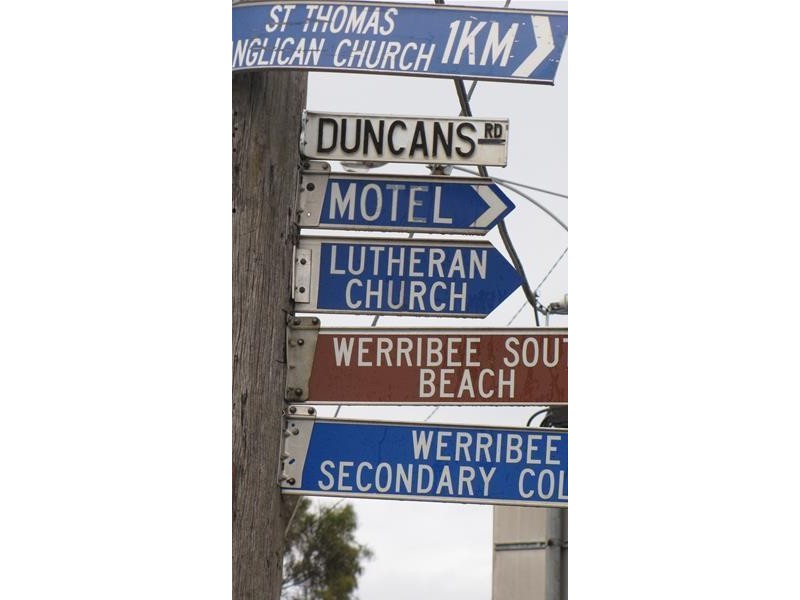 ST THOMAS
NGLICAN CHURCH 1KM
DUNCANS RD
MOTEL
LUTHERAN
CHURCH
WERRIBEE SOUT
BEACH
WERRIBEE
SECONDARY COL